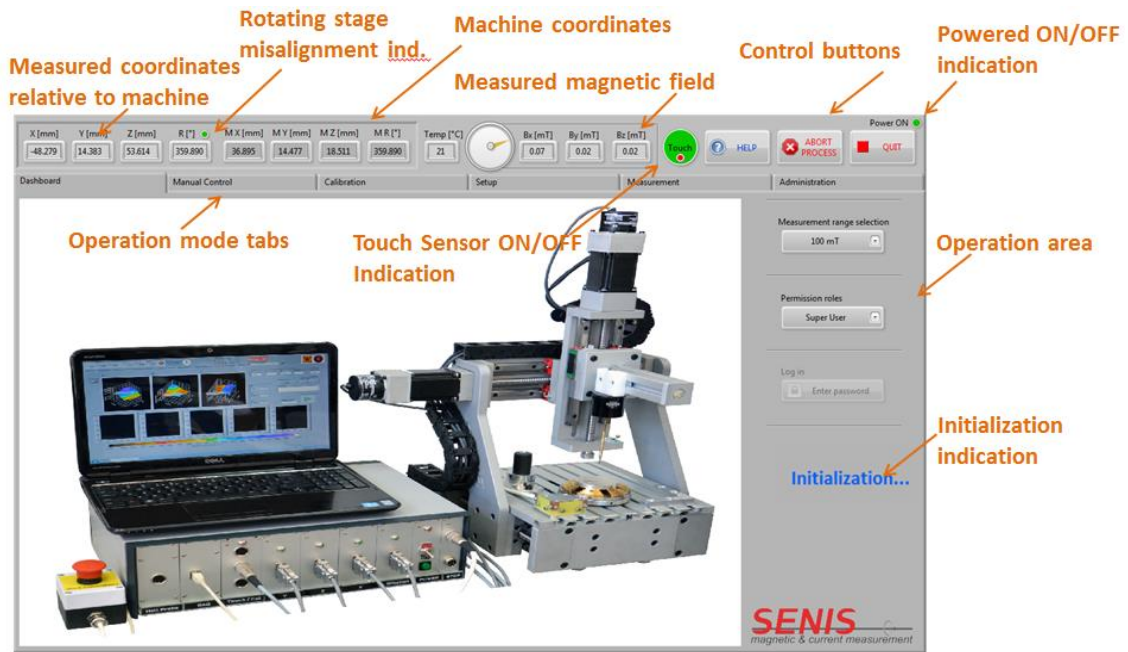 Rotating stage
misalignment ind.
Machine coordinates
Control buttons
Powered ON/OFF
indication
Measured coordinates
relative to machine
Measured magnetic field
Power ON
X [mm] Y [mm] Z [mm] R [°] M X [mm] M Y [mm] M Z [mm] M R [°] Temp [°C] Bx [mT] By [mT] Bz [mT]
-48.279 14.383 53.614 359.890 36.895 14.477 18.511 359.890 21 0.07 0.02 0.02
Touch
HELP
ABORT
PROCESS
QUIT
Dashboard Manual Control Calibration Setup Measurement Administration
Operation mode tabs
Touch Sensor ON/OFF
Indication
Measurement range selection
100 mT
Operation area
Permission roles
Super User
Log in
Enter password
Initialization
indication
Initialization...
DELL
SENIS
magnetic & current measurement